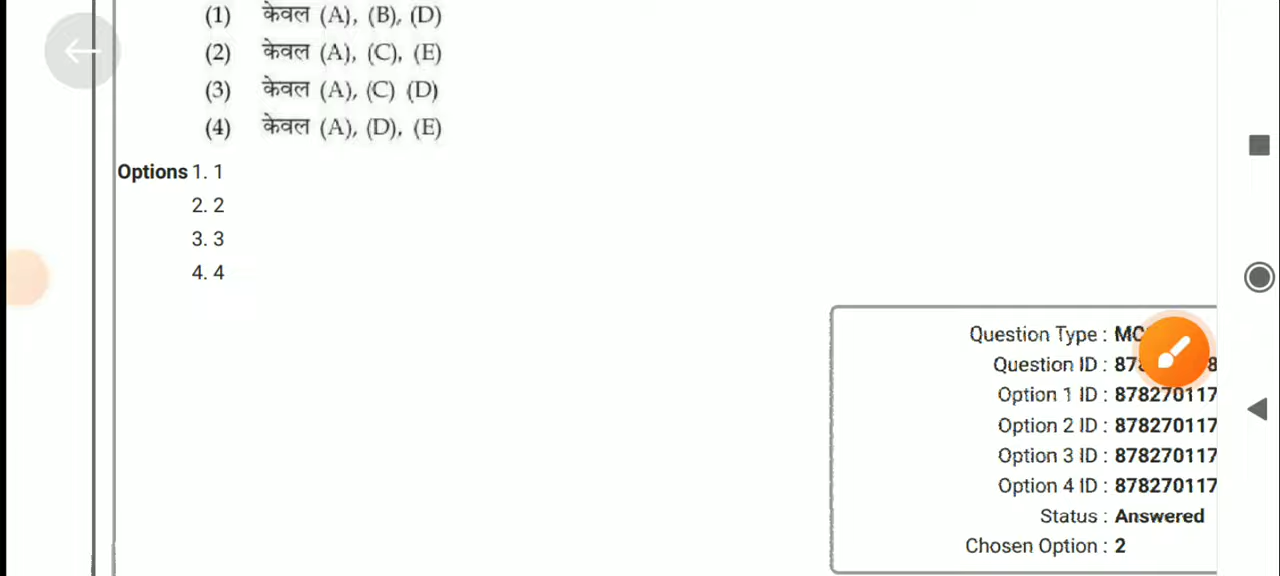 (1) केवल (A), (B), (D)
(2) केवल (A), (C), (E)
(3) केवल (A), (C) (D)
(4) केवल (A), (D), (E)
Options 1. 1
2. 2
3. 3
4. 4
Question Type :
Question ID :
Option 1 ID : 878270117
Option 2 ID : 878270117
Option 3 ID : 878270117
Option 4 ID : 878270117
Status : Answered
Chosen Option : 2